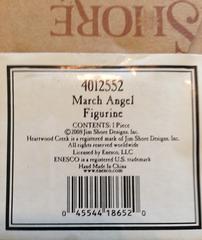 SHORE
4012552
March Angel
Figurine
CONTENTS: 1 Piece
©2008 Jim Shore Designs, Inc.
Heartwood Creek is a registered mark of Jim Shore Designs, Inc.
All rights reserved worldwide
Licensed by Enesco, LLC
ENESCO is a registered U.S. trademark
Hand Made In China
www.enesco.com
0 45544 18652 0